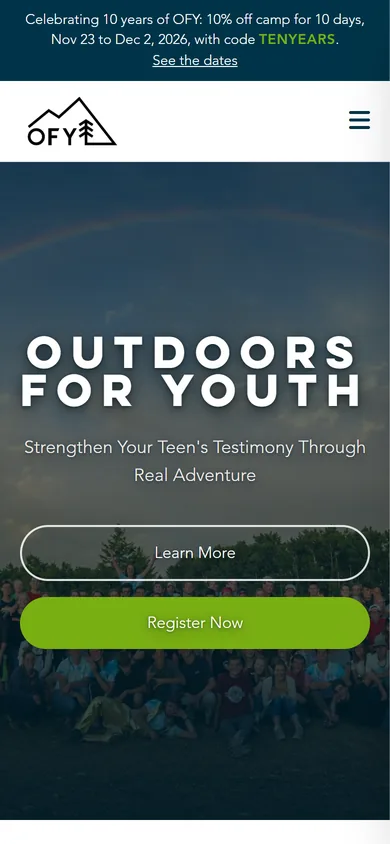 Celebrating 10 years of OFY: 10% off camp for 10 days,
Nov 23 to Dec 2, 2026, with code TENYEARS.
See the dates
OFY
OUTDOORS
FOR YOUTH
Strengthen Your Teen's Testimony Through
Real Adventure
Learn More
Register Now